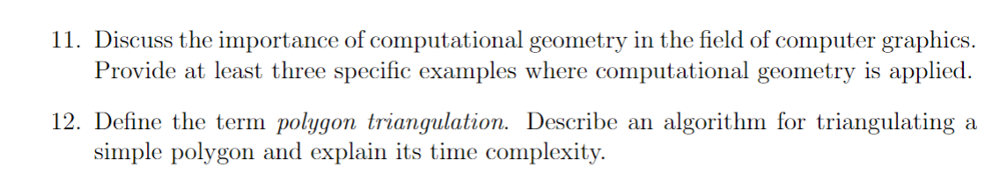 11. Discuss the importance of computational geometry in the field of computer graphics.
Provide at least three specific examples where computational geometry is applied.
12. Define the term polygon triangulation. Describe an algorithm for triangulating a
simple polygon and explain its time complexity.